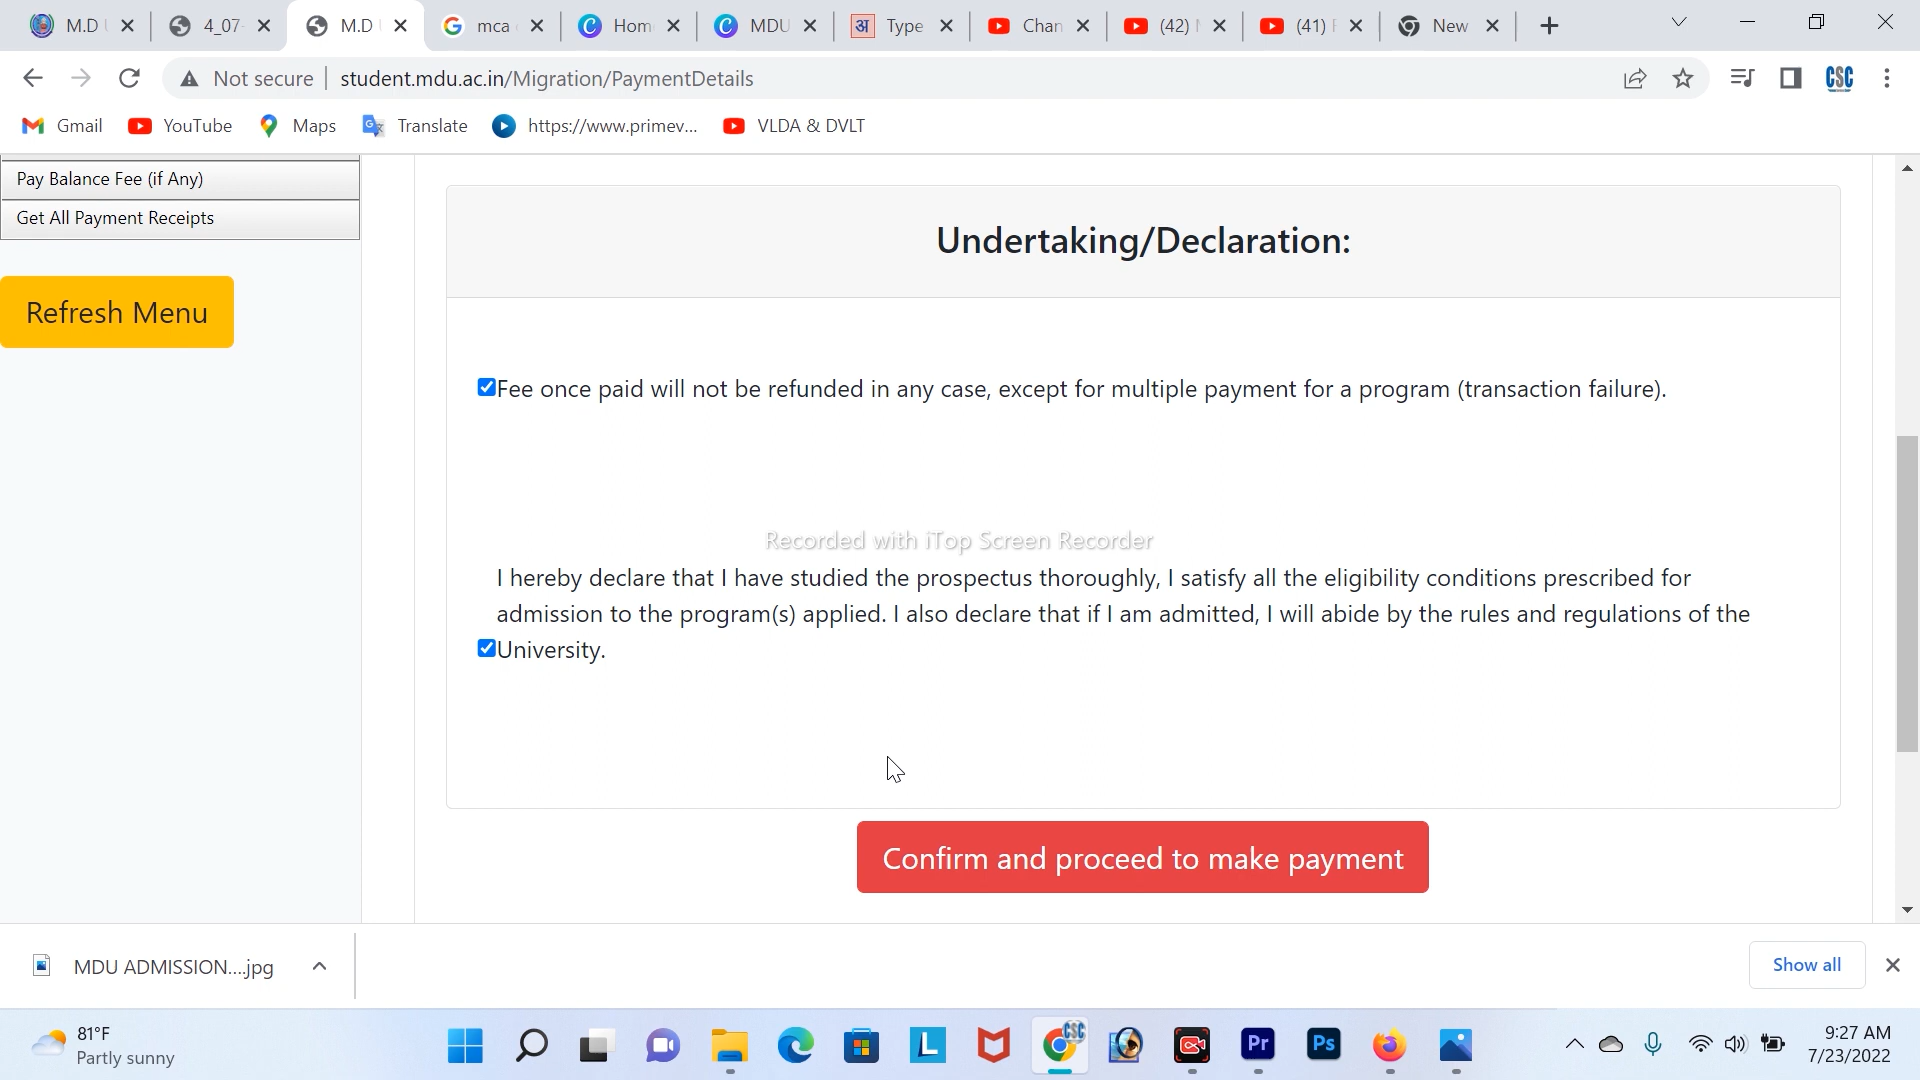 M.D
4_07-
M.D
mca
Hom
MDU
Type
Chan
(42)
(41)
New
Not secure
student.mdu.ac.in/Migration/PaymentDetails
CSC
Gmail
YouTube
Maps
Translate
https://www.primev...
VLDA & DVLT
Pay Balance Fee (if Any)
Get All Payment Receipts
Refresh Menu
Undertaking/Declaration:
Fee once paid will not be refunded in any case, except for multiple payment for a program (transaction failure).
Recorded with iTop Screen Recorder
I hereby declare that I have studied the prospectus thoroughly, I satisfy all the eligibility conditions prescribed for
admission to the program(s) applied. I also declare that if I am admitted, I will abide by the rules and regulations of the
University.
Confirm and proceed to make payment
MDU ADMISSION....jpg
Show all
81°F
Partly sunny
L
CSC
Pr
Ps
9:27 AM
7/23/2022